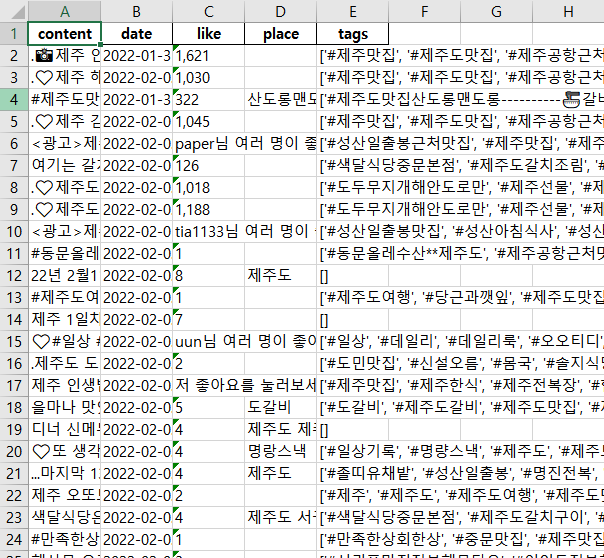 A B C D E F G H
1 content date like place tags
2 .📷제주 2022-01-3 1,621 ['#제주맛집', '#제주도맛집', '#제주공항근처
3 .♡제주 2022-01-3 1,030 ['#제주맛집', '#제주도맛집', '#제주공항근처
4 #제주도맛 2022-01-3 322 산도롱맨도 ['#제주도맛집산도롱맨도롱----------🍜갈비
5 .♡제주 2022-02-0 1,045 ['#제주맛집', '#제주도맛집', '#제주공항근처
6 <광고>제 2022-02-0 paper님 여러 명이 좋 ['#성산일출봉근처맛집', '#제주맛집', '#제주
7 여기는 갈 2022-02-0 126 ['#색달식당중문본점', '#제주도갈치조림', '#제
8 .♡제주도 2022-02-0 1,018 ['#도두무지개해안도로만', '#제주선물', '#제
9 .♡제주도 2022-02-0 1,188 ['#도두무지개해안도로만', '#제주선물', '#제
10 <광고>제 2022-02-0 tia1133님 여러 명이 ['#성산일출봉맛집', '#성산아침식사', '#성산
11 #동문올레 2022-02-0 1 ['#동문올레수산**제주도', '#제주공항근처맛
12 22년 2월1 2022-02-0 8 제주도 []
13 #제주도여 2022-02-0 1 ['#제주도여행', '#당근과깻잎', '#제주도맛집
14 제주 1일차 2022-02-0 7 []
15 ♡#일상 # 2022-02-0 uun님 여러 명이 좋아 ['#일상', '#데일리', '#데일리룩', '#오오티디',
16 .제주도 도 2022-02-0 2 ['#도민맛집', '#신설오름', '#몸국', '#솔지식당
17 제주 인생 2022-02-0 저 좋아요를 눌러보세 ['#제주맛집', '#제주한식', '#제주전복장',
18 을마나 맛 2022-02-0 5 도갈비 ['#도갈비', '#제주도갈비', '#제주도맛집',
19 디너 신메 2022-02-0 4 제주도 제주 []
20 ♡또 생각 2022-02-0 4 명랑스낵 ['#일상기록', '#명량스낵', '#제주도', '#제주도
21 ...마지막 1 2022-02-0 4 제주도 ['#졸띠유채밭', '#성산일출봉', '#명진전복',
22 제주 오또 2022-02-0 2 ['#제주', '#제주도', '#제주도여행', '#제주도맛
23 색달식당은 2022-02-0 4 제주도 서구 ['#색달식당중문본점', '#제주도갈치구이', '#제
24 #만족한상 2022-02-0 1 ['#만족한상회한상', '#중문맛집', '#제주맛집